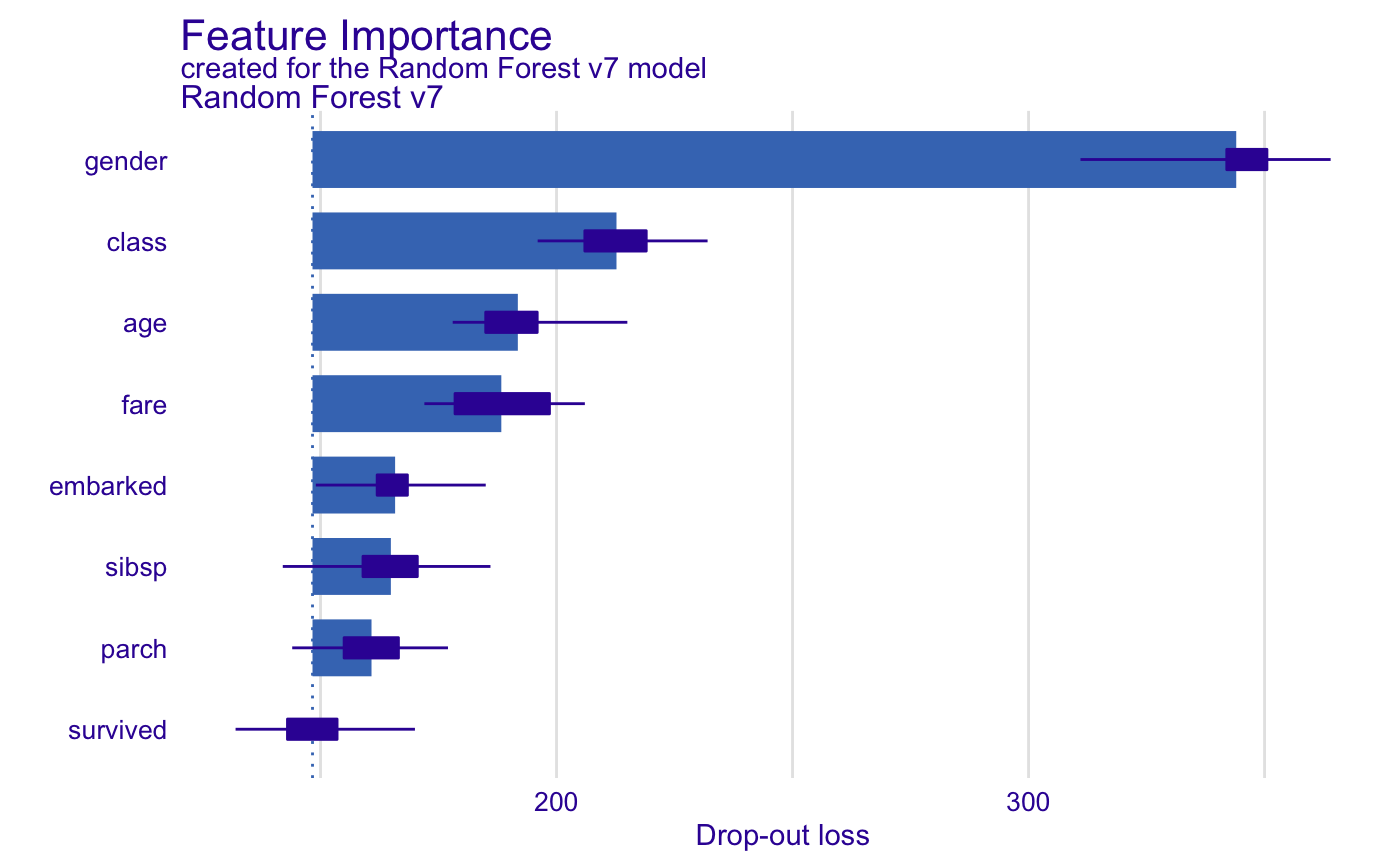 Feature Importance
created for the Random Forest v7 model
Random Forest v7
gender
class
age
fare
embarked
sibsp
parch
survived
200
300
Drop-out loss